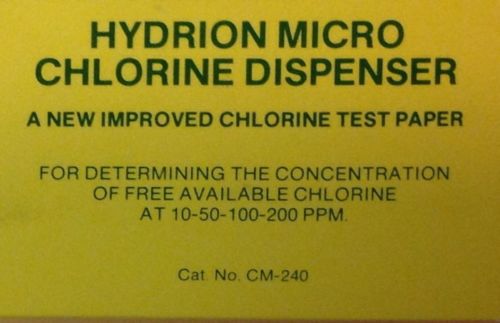 HYDRION MICRO
CHLORINE DISPENSER
A NEW IMPROVED CHLORINE TEST PAPER
FOR DETERMINING THE CONCENTRATION
OF FREE AVAILABLE CHLORINE
AT 10-50-100-200 PPM.
Cat. No. CM-240